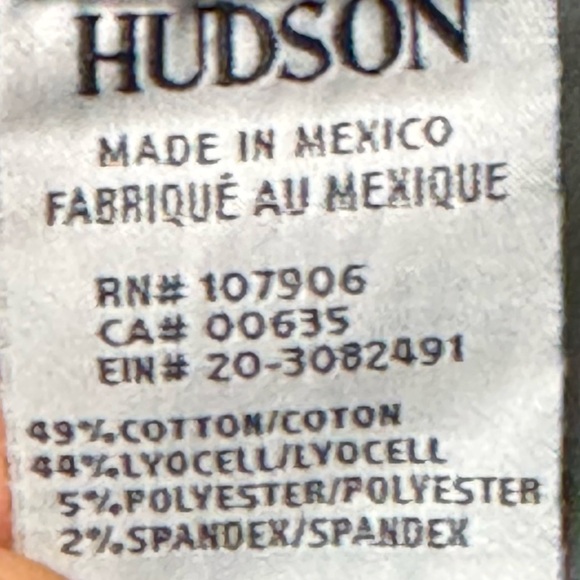 HUDSON
MADE IN MEXICO
FABRIQUÉ AU MEXIQUE
RN# 107906
CA# 00635
EIN# 20-3082491
49%COTTON/COTON
44%LYOCELL/LYOCELL
5%POLYESTER/POLYESTER
2%SPANDEX/SPANDEX